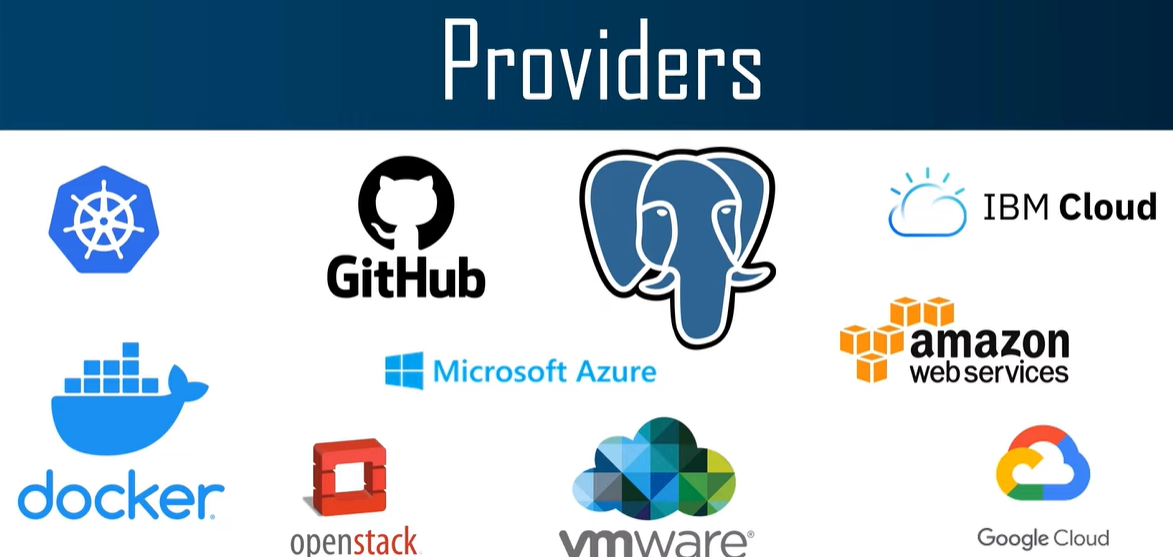 Providers
GitHub
IBM Cloud
amazon
web services
Microsoft Azure
docker
openstack
vmware®
Google Cloud